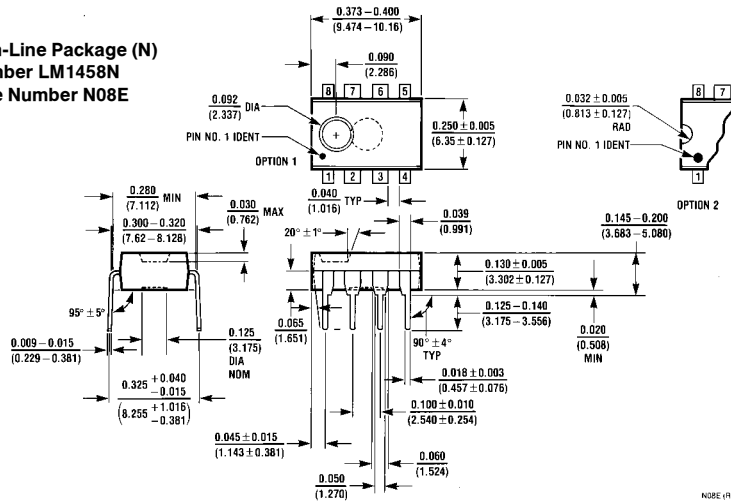 -Line Package (N)
mber LM1458N
e Number N08E
0.373–0.400
(9.474–10.16)
0.090
(2.286)
8 7 6 5
0.092 DIA
(2.337)
PIN NO. 1 IDENT
OPTION 1
1 2 3 4
0.250 ± 0.005
(6.35 ± 0.127)
8 7
0.032 ± 0.005
(0.813 ± 0.127)
RAD
PIN NO. 1 IDENT
1
OPTION 2
0.280 MIN
(7.112)
0.300–0.320
(7.62–8.128)
0.030 MAX
(0.762)
0.040 TYP
(1.016)
0.039
(0.991)
0.145–0.200
(3.683–5.080)
20° ±1°
0.130 ± 0.005
(3.302 ± 0.127)
95° ± 5°
0.009–0.015
(0.229–0.381)
0.125
(3.175)
DIA
NOM
0.065
(1.651)
0.125–0.140
(3.175–3.556)
90° ± 4°
TYP
0.020
(0.508)
MIN
0.325 +0.040
−0.015
(8.255 +1.016
−0.381)
0.018 ± 0.003
(0.457 ± 0.076)
0.100 ± 0.010
(2.540 ± 0.254)
0.045 ± 0.015
(1.143 ± 0.381)
0.060
(1.524)
0.050
(1.270)
N08E (R